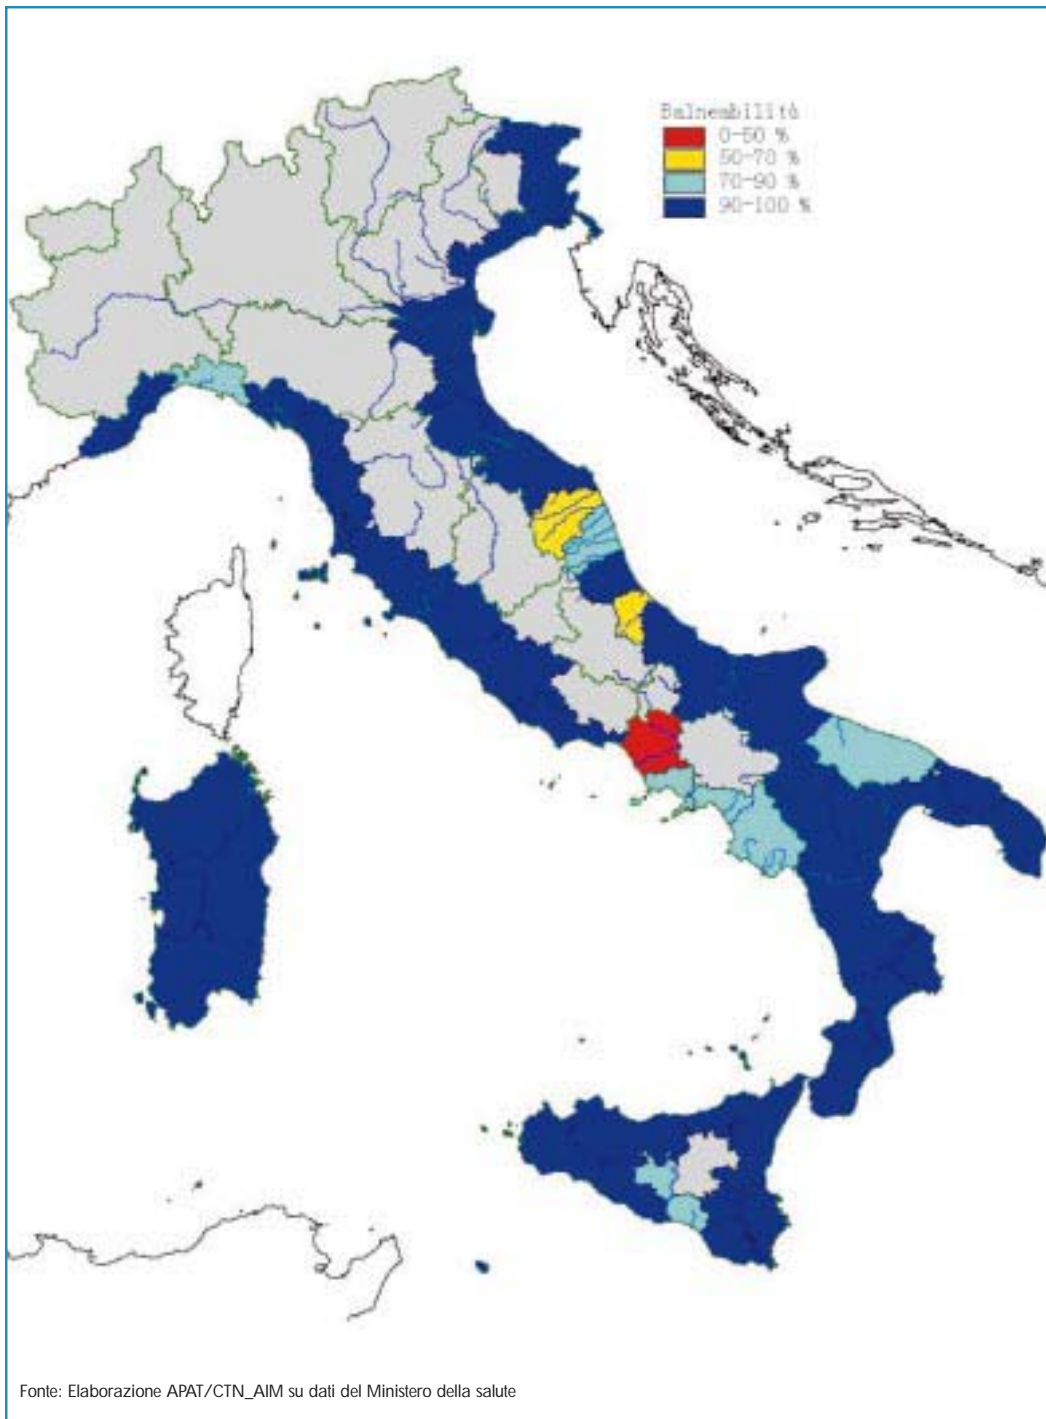 Balneabilità
0-50 %
50-70 %
70-90 %
90-100 %
Fonte: Elaborazione APAT/CTN_AIM su dati del Ministero della salute